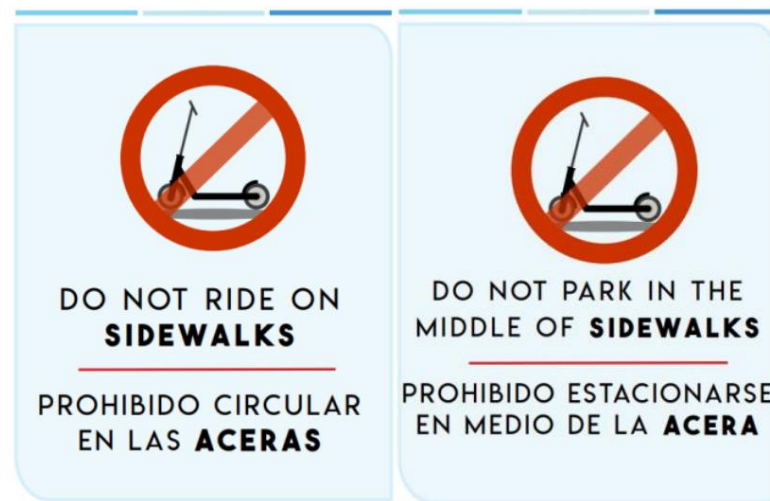 DO NOT RIDE ON
SIDEWALKS
PROHIBIDO CIRCULAR
EN LAS ACERAS
DO NOT PARK IN THE
MIDDLE OF SIDEWALKS
PROHIBIDO ESTACIONARSE
EN MEDIO DE LA ACERA